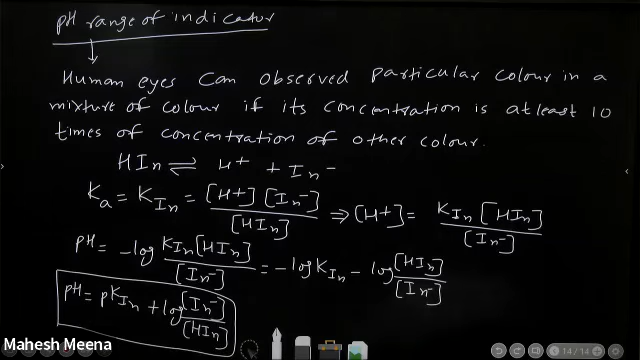 pH range of indicator
Human eyes can observed particular colour in a
mixture of colour if its concentration is atleast 10
times of concentration of other colour.
HIn ⇌ H+ + In-
Ka = KIn = [H+] [In-] / [HIn] ⇒ [H+] = KIn [HIn] / [In-]
pH = -log KIn [HIn] / [In-] = -log KIn - log [HIn] / [In-]
pH = pKIn + log [In-] / [HIn]
Mahesh Meena
14 / 14